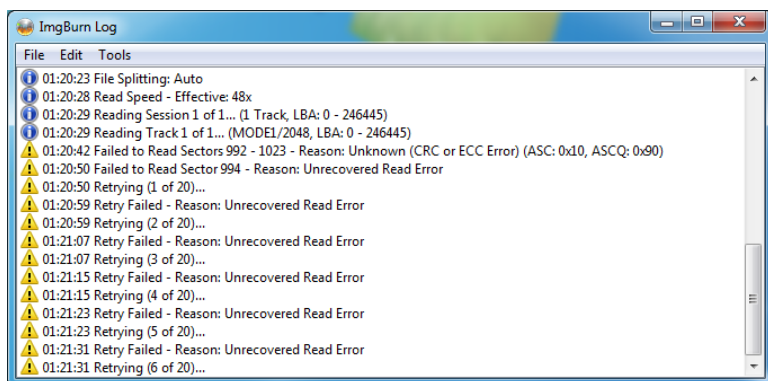 ImgBurn Log
File Edit Tools
01:20:23 File Splitting: Auto
01:20:28 Read Speed - Effective: 48x
01:20:29 Reading Session 1 of 1... (1 Track, LBA: 0 - 246445)
01:20:29 Reading Track 1 of 1... (MODE1/2048, LBA: 0 - 246445)
01:20:42 Failed to Read Sectors 992 - 1023 - Reason: Unknown (CRC or ECC Error) (ASC: 0x10, ASCQ: 0x90)
01:20:50 Failed to Read Sector 994 - Reason: Unrecovered Read Error
01:20:50 Retrying (1 of 20)...
01:20:59 Retry Failed - Reason: Unrecovered Read Error
01:20:59 Retrying (2 of 20)...
01:21:07 Retry Failed - Reason: Unrecovered Read Error
01:21:07 Retrying (3 of 20)...
01:21:15 Retry Failed - Reason: Unrecovered Read Error
01:21:15 Retrying (4 of 20)...
01:21:23 Retry Failed - Reason: Unrecovered Read Error
01:21:23 Retrying (5 of 20)...
01:21:31 Retry Failed - Reason: Unrecovered Read Error
01:21:31 Retrying (6 of 20)...